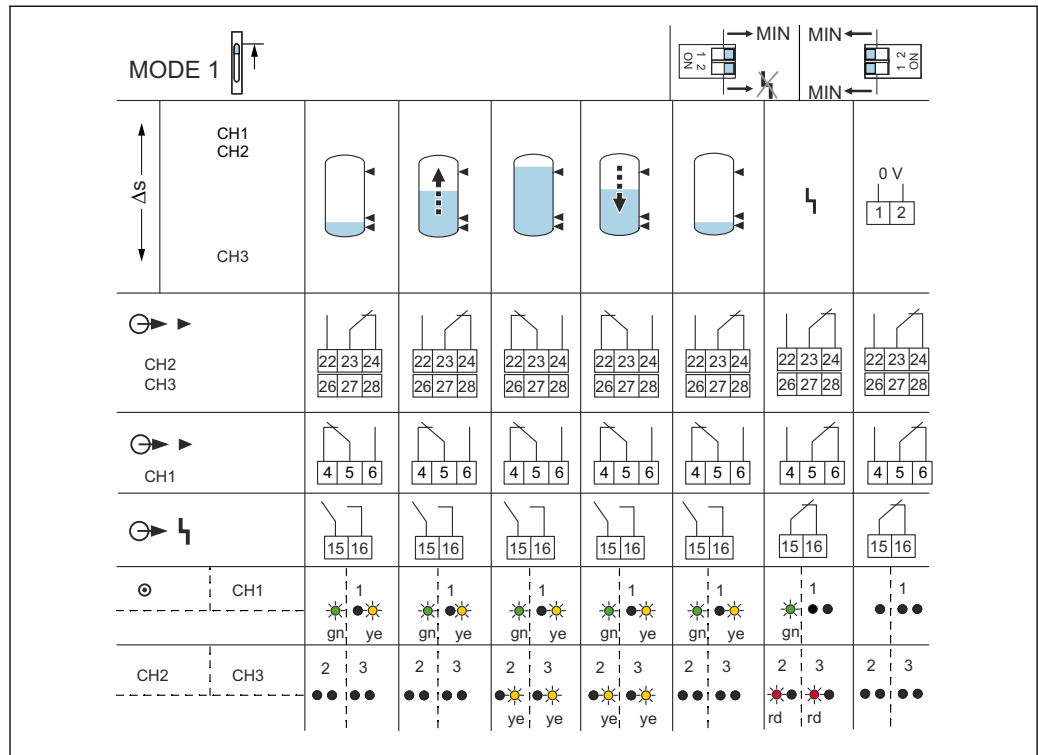 MODE 1
ON 1 2 MIN MIN 1 2 ON
MIN
Δs
CH1
CH2
CH3
0 V
1 2
CH2
CH3
22 23 24 22 23 24 22 23 24 22 23 24 22 23 24 22 23 24 22 23 24
26 27 28 26 27 28 26 27 28 26 27 28 26 27 28 26 27 28 26 27 28
CH1
4 5 6 4 5 6 4 5 6 4 5 6 4 5 6 4 5 6 4 5 6
15 16 15 16 15 16 15 16 15 16 15 16 15 16
CH1 1 1 1 1 1 1 1
gn ye gn ye gn ye gn ye gn ye gn
CH2 CH3 2 3 2 3 2 3 2 3 2 3 2 3 2 3
ye ye ye ye rd rd